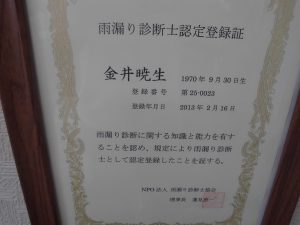 雨漏り診断士認定登録証
金井暁生 1970年9月30日生
登録番号 第25-0023
登録年月日 2013年2月16日
雨漏り診断に関する知識と能力を有す
ることを認め、規定により雨漏り診断
士として認定登録したことを証する。
NPO法人 雨漏り診断士協会
理事長